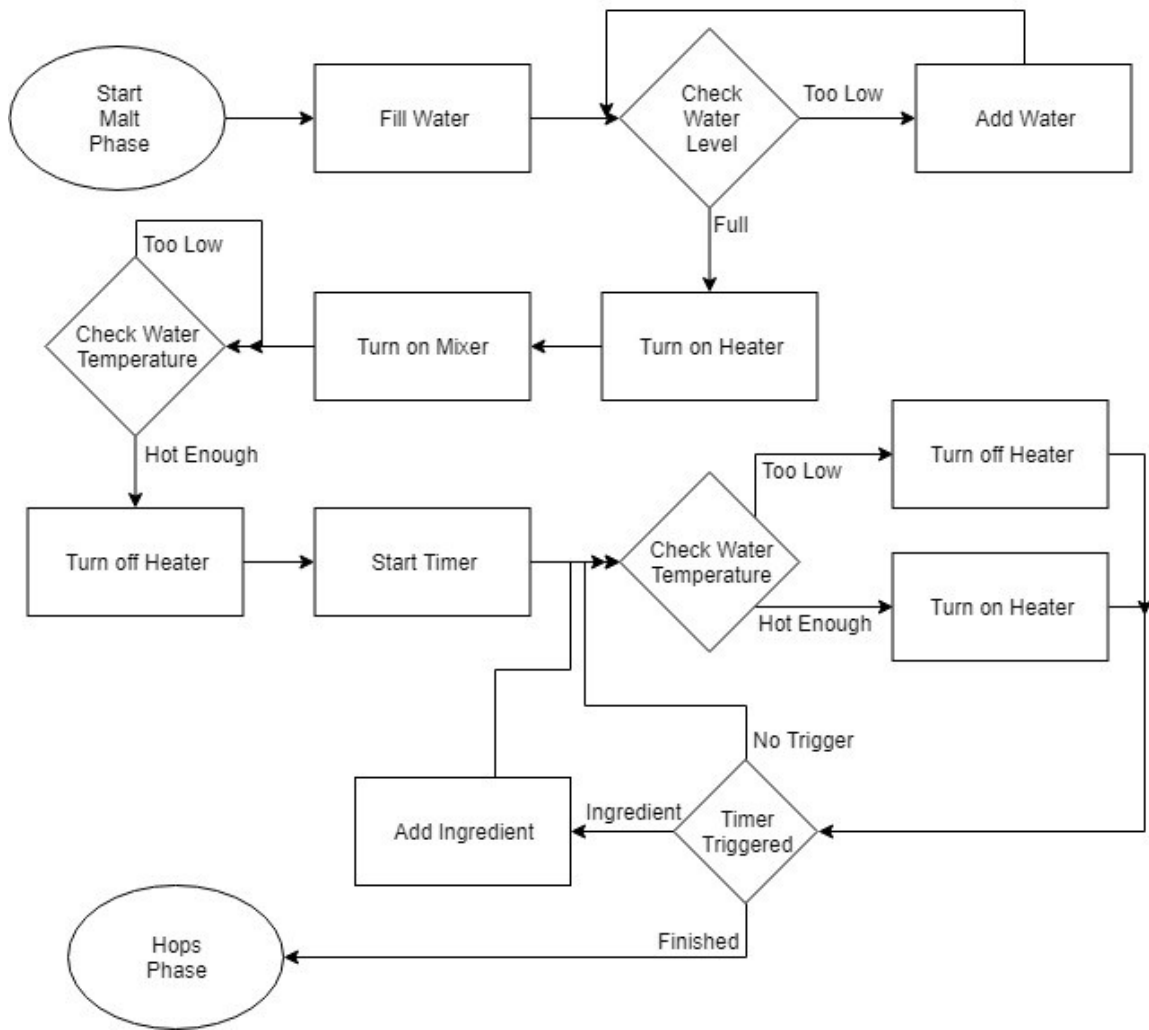 Start
Malt
Phase
Fill Water
Check
Water
Level
Too Low
Add Water
Full
Too Low
Check Water
Temperature
Turn on Mixer
Turn on Heater
Hot Enough
Turn off Heater
Start Timer
Check Water
Temperature
Too Low
Turn off Heater
Hot Enough
Turn on Heater
No Trigger
Timer
Triggered
Ingredient
Add Ingredient
Finished
Hops
Phase